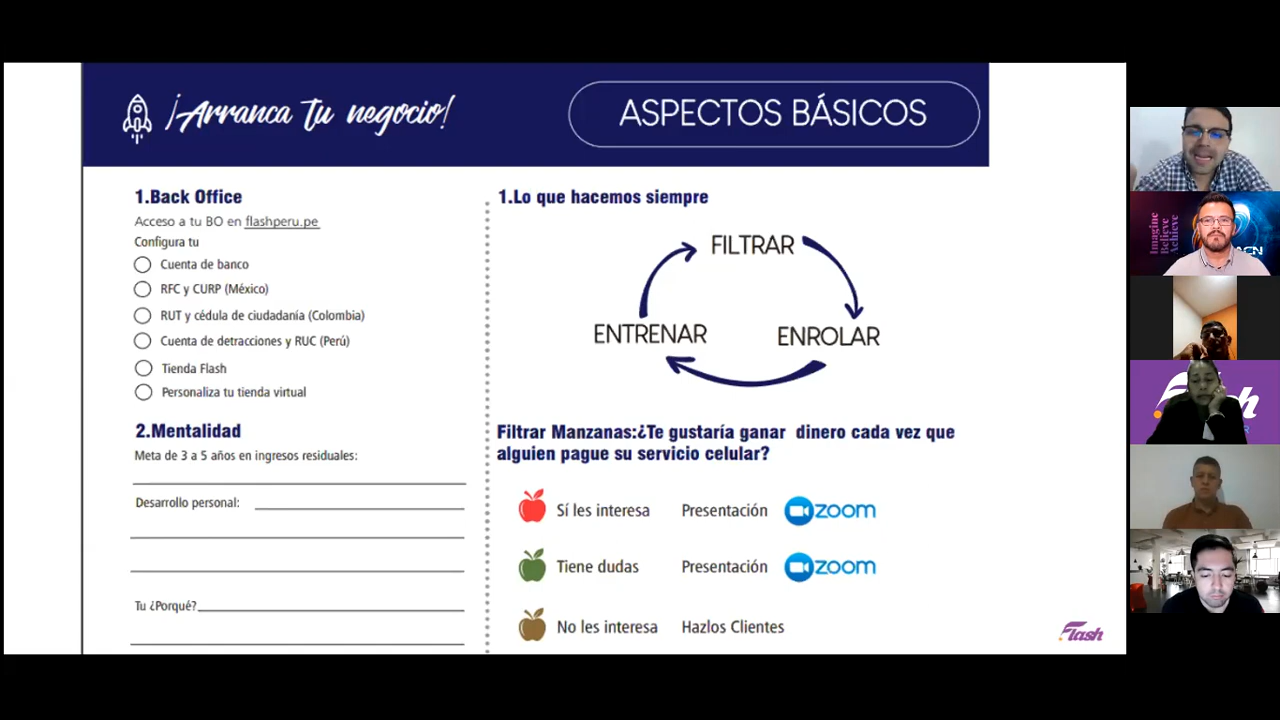 ¡Arranca tu negocio!
ASPECTOS BÁSICOS
1.Back Office
Acceso a tu BO en flashperu.pe
Configura tu
Cuenta de banco
RFC y CURP (México)
RUT y cédula de ciudadanía (Colombia)
Cuenta de detracciones y RUC (Perú)
Tienda Flash
Personaliza tu tienda virtual
2.Mentalidad
Meta de 3 a 5 años en ingresos residuales:
Desarrollo personal:
Tu ¿Porqué?
1.Lo que hacemos siempre
FILTRAR
ENTRENAR
ENROLAR
Filtrar Manzanas:¿Te gustaría ganar dinero cada vez que
alguien pague su servicio celular?
Sí les interesa Presentación zoom
Tiene dudas Presentación zoom
No les interesa Hazlos Clientes
Flash
Imagine
Believe
Achieve
ACN